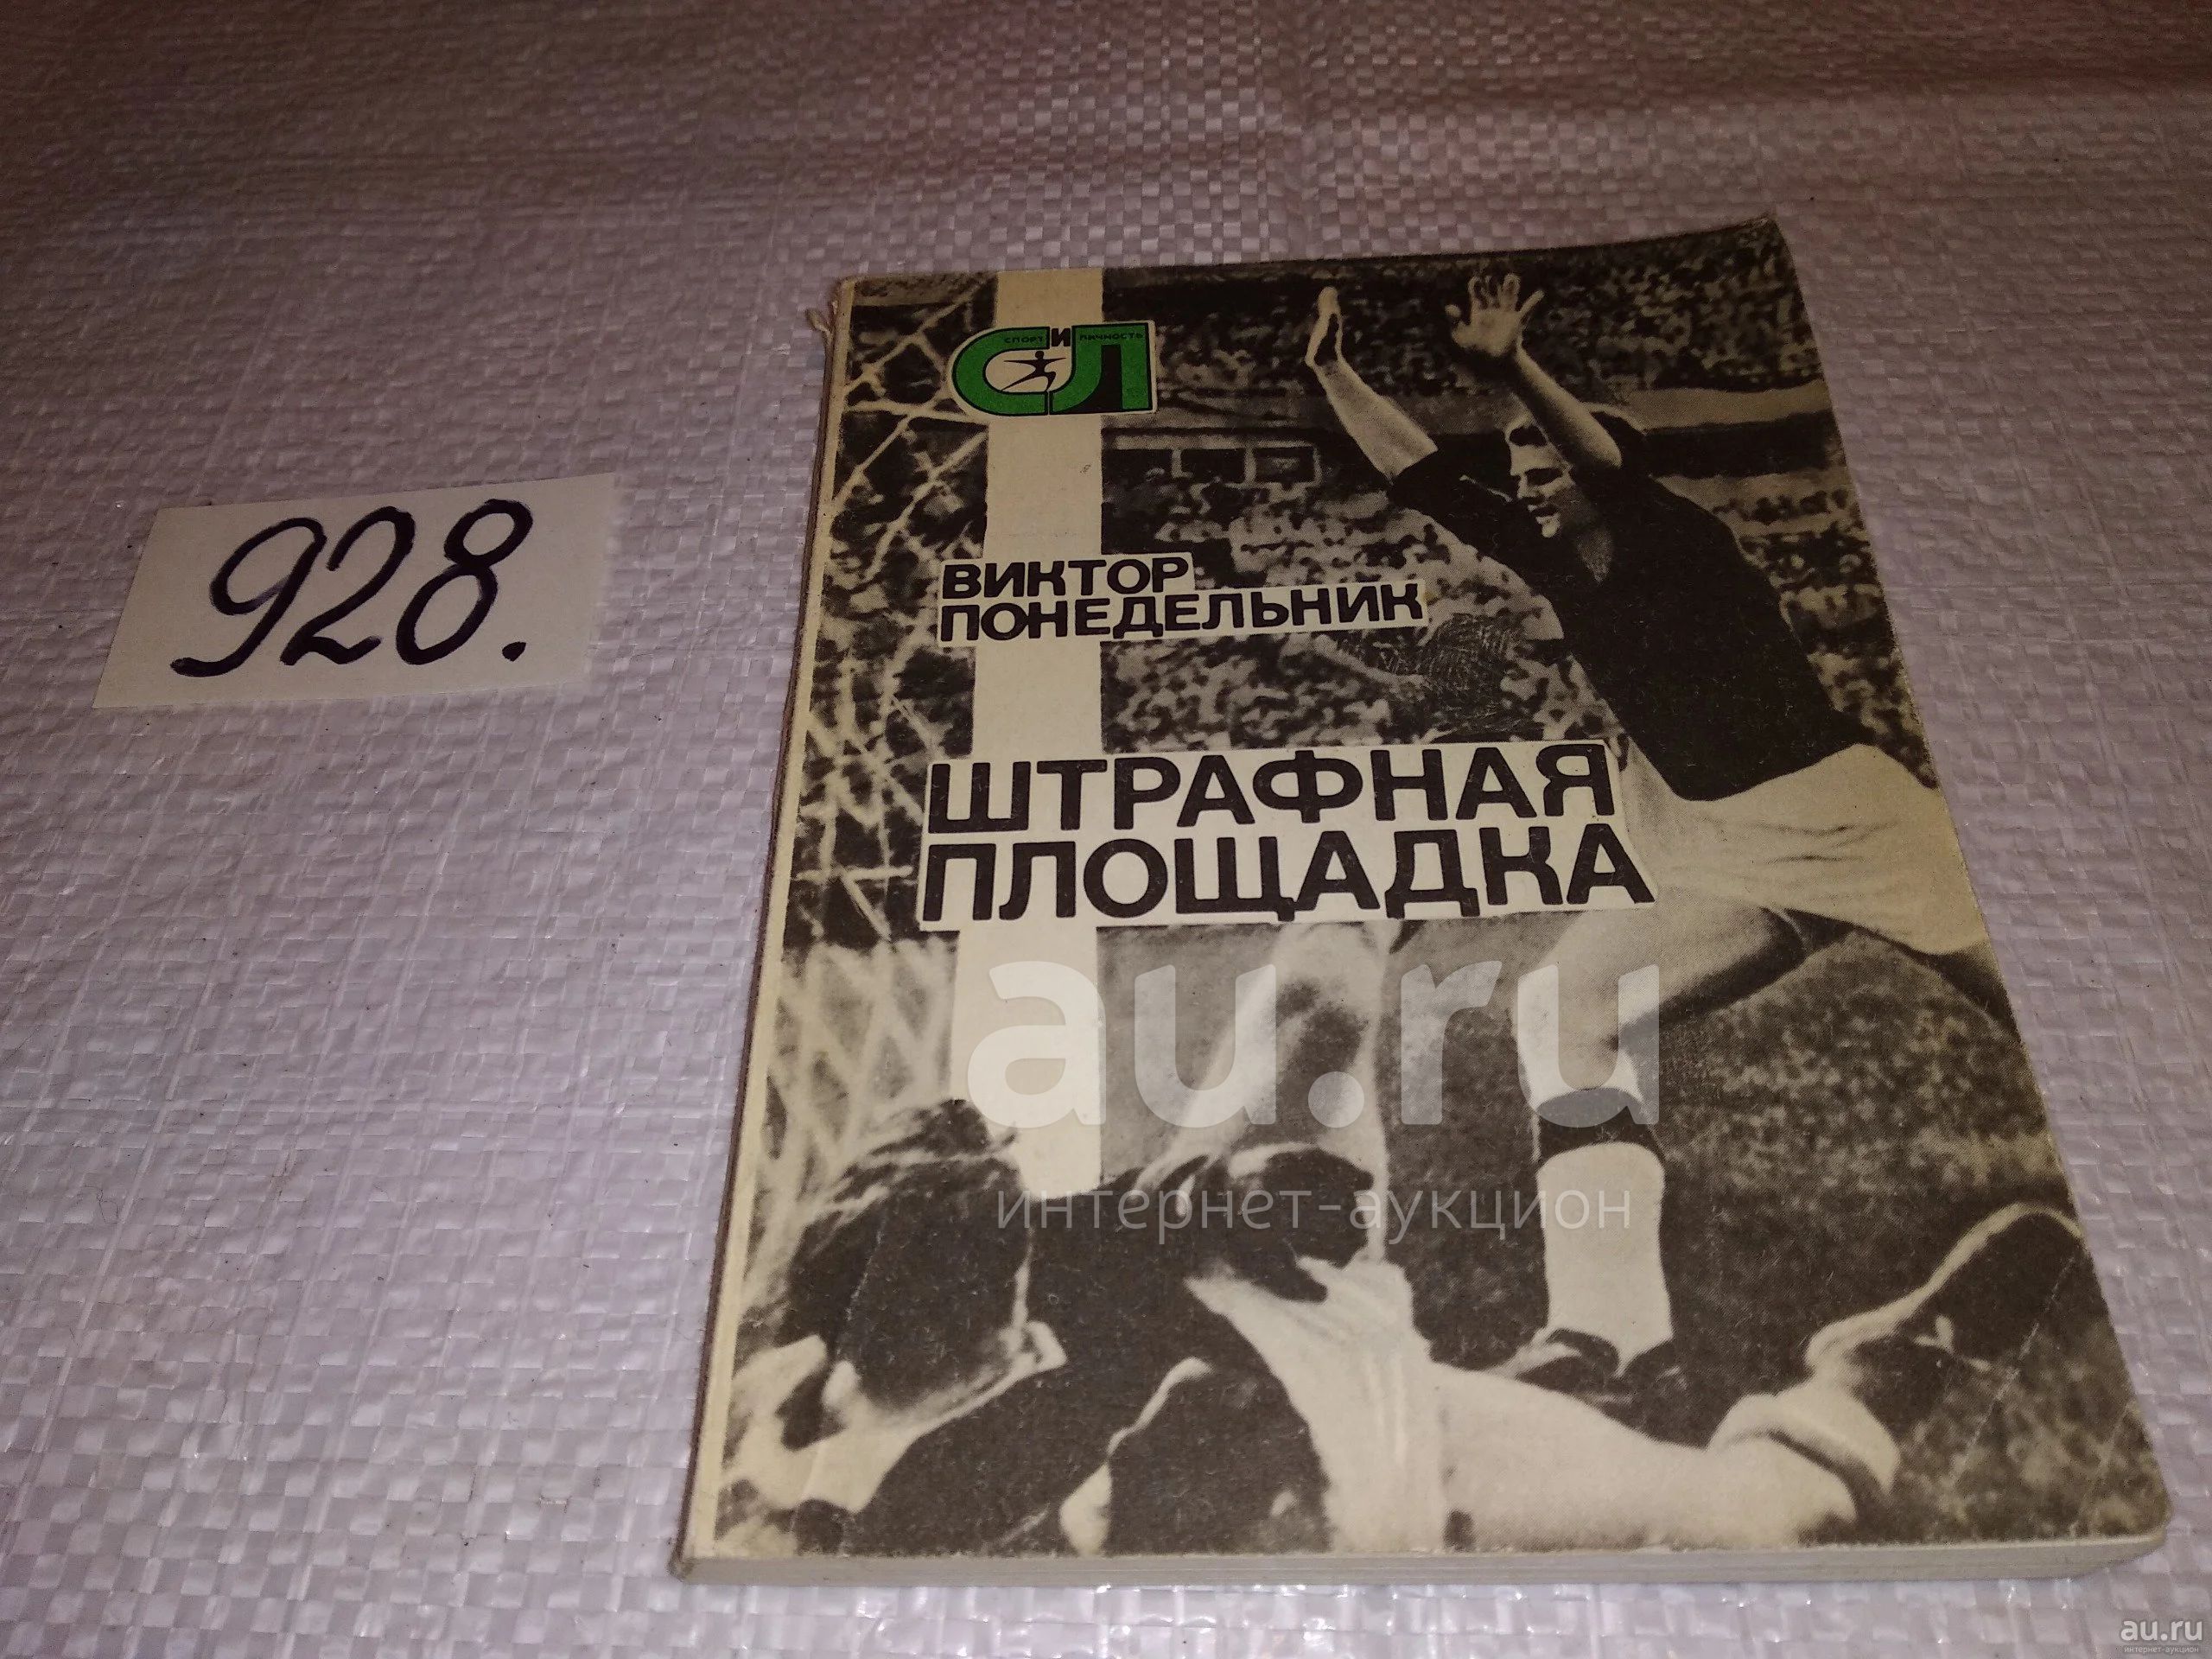 928.
СПОРТ И ЛИЧНОСТЬ
СЛ
ВИКТОР
ПОНЕДЕЛЬНИК
ШТРАФНАЯ
ПЛОЩАДКА
au.ru
интернет-аукцион
au.ru
интернет-аукцион